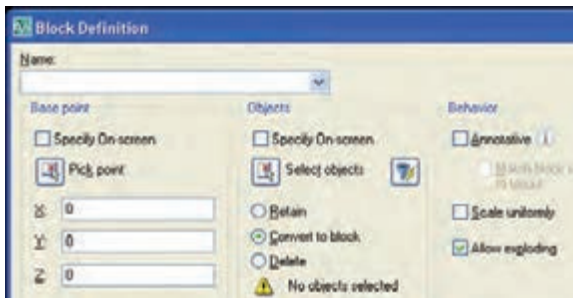 Block Definition
Name:
Base point
Specify On-screen
Pick point
X: 0
Y: 0
Z: 0
Objects
Specify On-screen
Select objects
Retain
Convert to block
Delete
No objects selected
Behavior
Annotative
Scale uniformly
Allow exploding